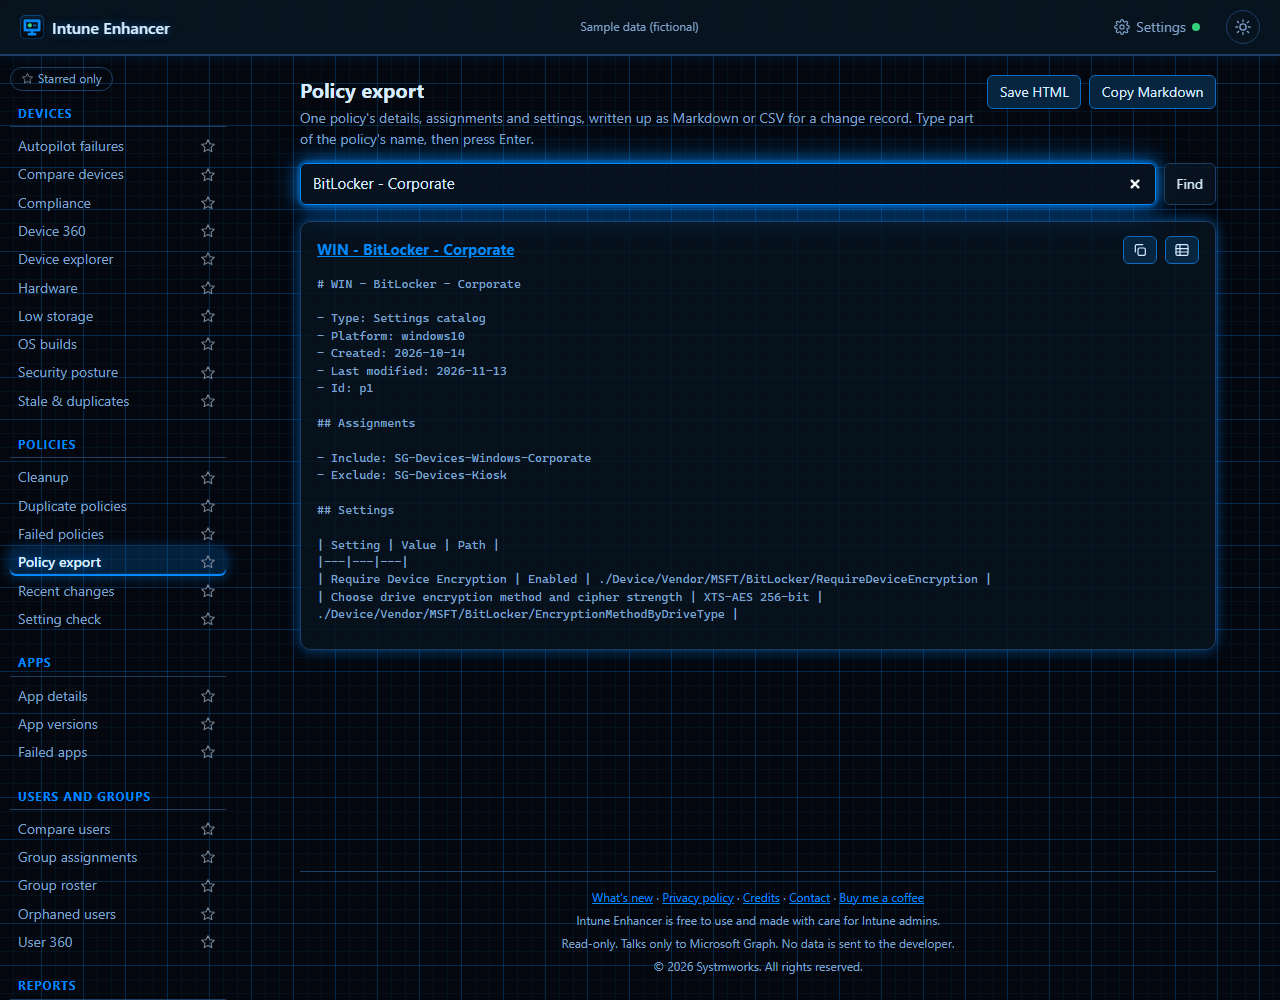 Intune Enhancer
Sample data (fictional)
Settings
Starred only
DEVICES
Autopilot failures
Compare devices
Compliance
Device 360
Device explorer
Hardware
Low storage
OS builds
Security posture
Stale & duplicates
POLICIES
Cleanup
Duplicate policies
Failed policies
Policy export
Recent changes
Setting check
APPS
App details
App versions
Failed apps
USERS AND GROUPS
Compare users
Group assignments
Group roster
Orphaned users
User 360
REPORTS
Policy export
Save HTML
Copy Markdown
One policy's details, assignments and settings, written up as Markdown or CSV for a change record. Type part
of the policy's name, then press Enter.
BitLocker - Corporate
Find
WIN - BitLocker - Corporate
# WIN - BitLocker - Corporate
- Type: Settings catalog
- Platform: windows10
- Created: 2026-10-14
- Last modified: 2026-11-13
- Id: p1
## Assignments
- Include: SG-Devices-Windows-Corporate
- Exclude: SG-Devices-Kiosk
## Settings
| Setting | Value | Path |
|---|---|---|
| Require Device Encryption | Enabled | ./Device/Vendor/MSFT/BitLocker/RequireDeviceEncryption |
| Choose drive encryption method and cipher strength | XTS-AES 256-bit |
./Device/Vendor/MSFT/BitLocker/EncryptionMethodByDriveType |
What's new · Privacy policy · Credits · Contact · Buy me a coffee
Intune Enhancer is free to use and made with care for Intune admins.
Read-only. Talks only to Microsoft Graph. No data is sent to the developer.
© 2026 Systmworks. All rights reserved.